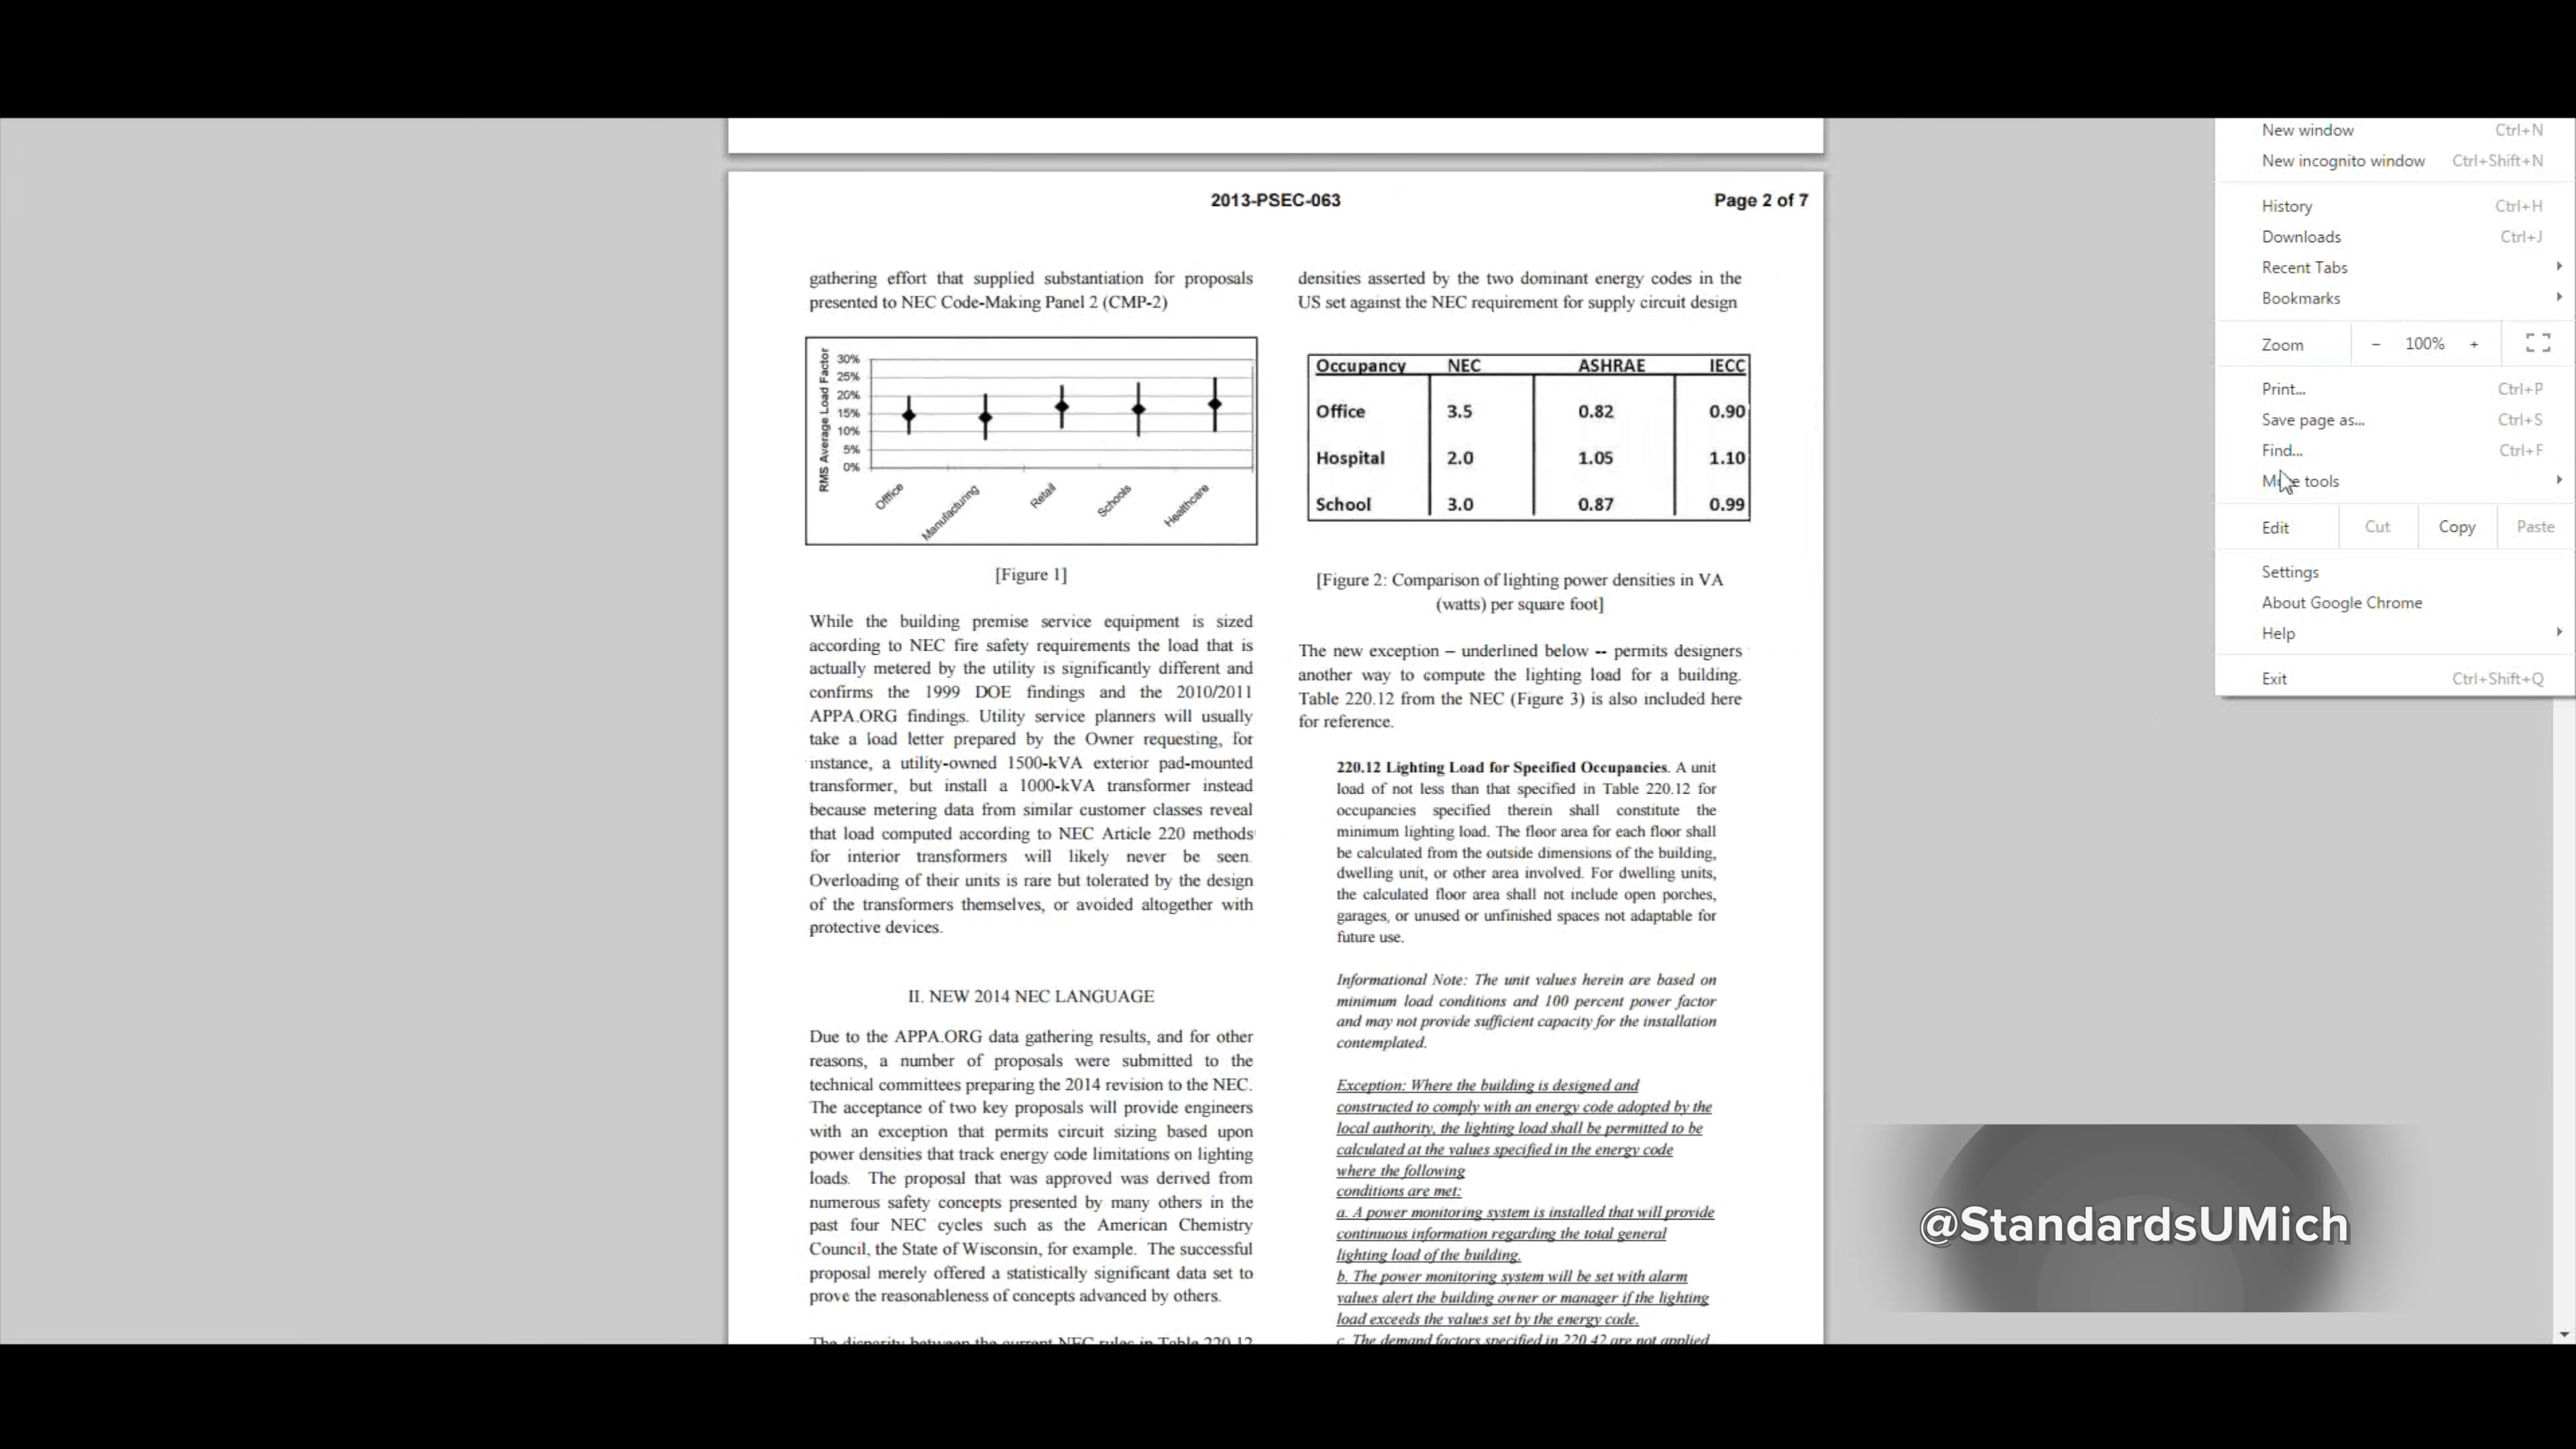 2013-PSEC-063
Page 2 of 7
gathering effort that supplied substantiation for proposals
presented to NEC Code-Making Panel 2 (CMP-2)
RMS Average Load Factor
30%
25%
20%
15%
10%
5%
0%
Office
Manufacturing
Retail
Schools
Healthcare
[Figure 1]
While the building premise service equipment is sized
according to NEC fire safety requirements the load that is
actually metered by the utility is significantly different and
confirms the 1999 DOE findings and the 2010/2011
APPA.ORG findings. Utility service planners will usually
take a load letter prepared by the Owner requesting, for
instance, a utility-owned 1500-kVA exterior pad-mounted
transformer, but install a 1000-kVA transformer instead
because metering data from similar customer classes reveal
that load computed according to NEC Article 220 methods
for interior transformers will likely never be seen.
Overloading of their units is rare but tolerated by the design
of the transformers themselves, or avoided altogether with
protective devices.
II. NEW 2014 NEC LANGUAGE
Due to the APPA.ORG data gathering results, and for other
reasons, a number of proposals were submitted to the
technical committees preparing the 2014 revision to the NEC.
The acceptance of two key proposals will provide engineers
with an exception that permits circuit sizing based upon
power densities that track energy code limitations on lighting
loads. The proposal that was approved was derived from
numerous safety concepts presented by many others in the
past four NEC cycles such as the American Chemistry
Council, the State of Wisconsin, for example. The successful
proposal merely offered a statistically significant data set to
prove the reasonableness of concepts advanced by others.
The disparity between the current NEC rules in Table 220.12
densities asserted by the two dominant energy codes in the
US set against the NEC requirement for supply circuit design
Occupancy NEC ASHRAE IECC
Office 3.5 0.82 0.90
Hospital 2.0 1.05 1.10
School 3.0 0.87 0.99
[Figure 2: Comparison of lighting power densities in VA
(watts) per square foot]
The new exception – underlined below -- permits designers
another way to compute the lighting load for a building.
Table 220.12 from the NEC (Figure 3) is also included here
for reference.
220.12 Lighting Load for Specified Occupancies. A unit
load of not less than that specified in Table 220.12 for
occupancies specified therein shall constitute the
minimum lighting load. The floor area for each floor shall
be calculated from the outside dimensions of the building,
dwelling unit, or other area involved. For dwelling units,
the calculated floor area shall not include open porches,
garages, or unused or unfinished spaces not adaptable for
future use.
Informational Note: The unit values herein are based on
minimum load conditions and 100 percent power factor
and may not provide sufficient capacity for the installation
contemplated.
Exception: Where the building is designed and
constructed to comply with an energy code adopted by the
local authority, the lighting load shall be permitted to be
calculated at the values specified in the energy code
where the following
conditions are met:
a. A power monitoring system is installed that will provide
continuous information regarding the total general
lighting load of the building.
b. The power monitoring system will be set with alarm
values alert the building owner or manager if the lighting
load exceeds the values set by the energy code.
c. The demand factors specified in 220.42 are not applied
New window Ctrl+N
New incognito window Ctrl+Shift+N
History Ctrl+H
Downloads Ctrl+J
Recent Tabs
Bookmarks
Zoom − 100% +
Print... Ctrl+P
Save page as... Ctrl+S
Find... Ctrl+F
More tools
Edit Cut Copy Paste
Settings
About Google Chrome
Help
Exit Ctrl+Shift+Q
@StandardsUMich